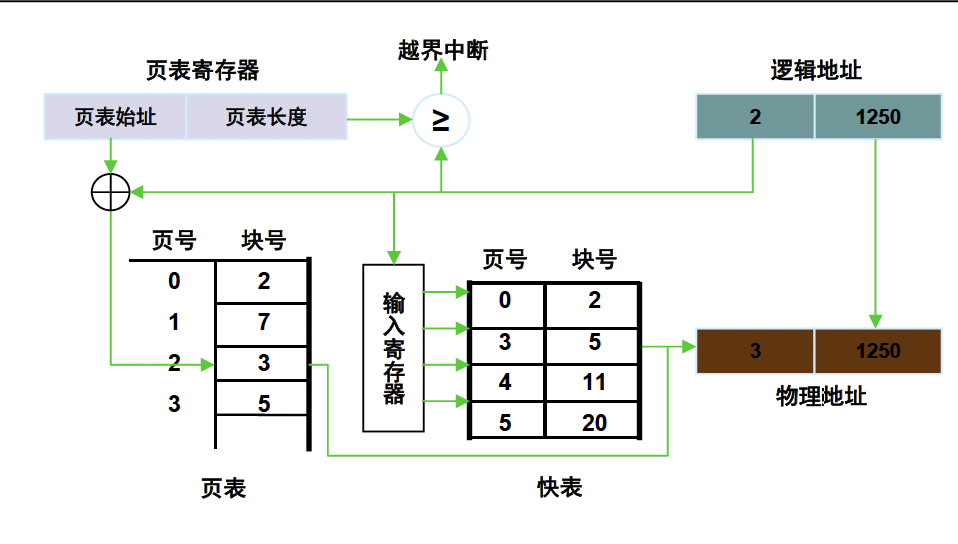 越界中断
页表寄存器
逻辑地址
页表始址 页表长度
≥
2 1250
页号 块号
0 2
1 7
2 3
3 5
页表
输入寄存器
页号 块号
0 2
3 5
4 11
5 20
快表
3 1250
物理地址